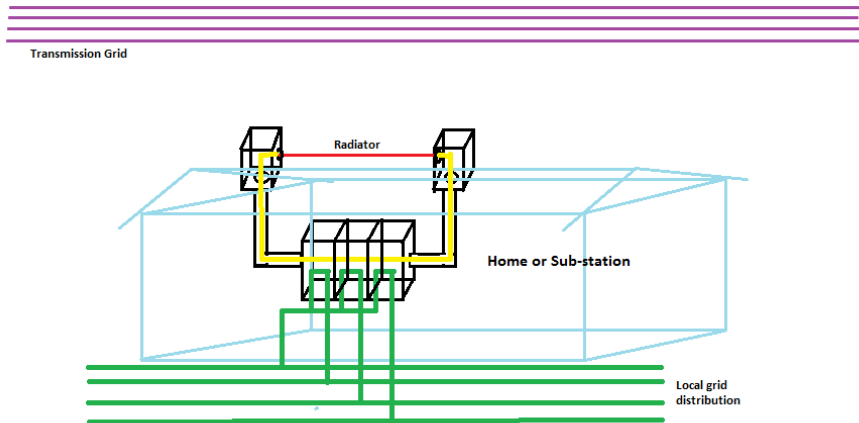 Transmission Grid
Radiator
Home or Sub-station
Local grid
distribution